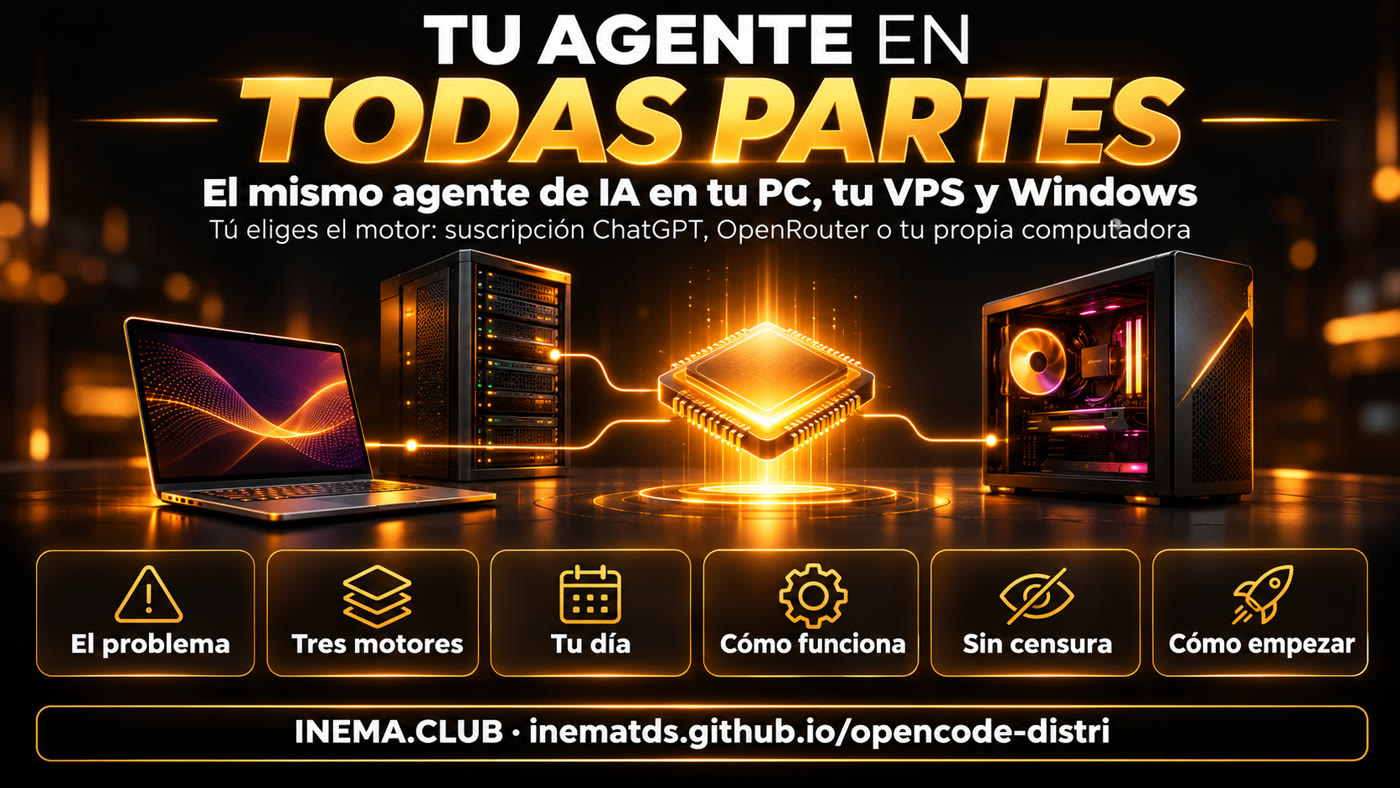 TU AGENTE EN
TODAS PARTES
El mismo agente de IA en tu PC, tu VPS y Windows
Tú eliges el motor: suscripción ChatGPT, OpenRouter o tu propia computadora
El problema
Tres motores
Tu día
Cómo funciona
Sin censura
Cómo empezar
INEMA.CLUB · inematds.github.io/opencode-distri